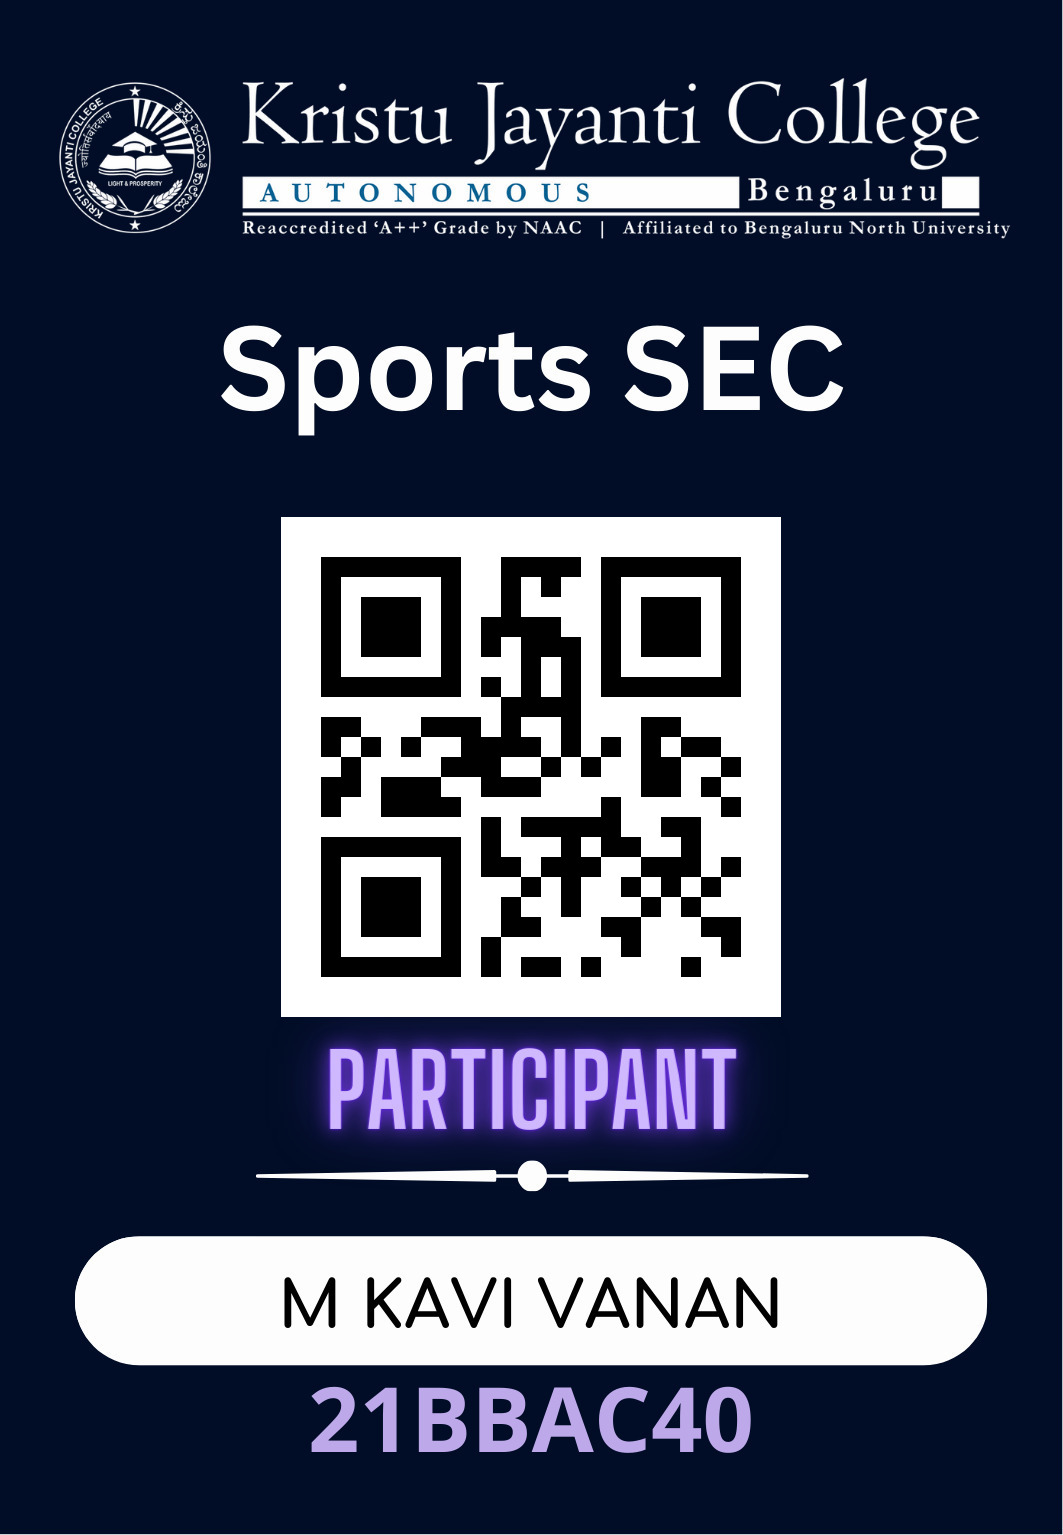 KRISTU JAYANTI COLLEGE
ज्योतिसंवादयाय
LIGHT & PROSPERITY
Kristu Jayanti College
AUTONOMOUS Bengaluru
Reaccredited ‘A++’ Grade by NAAC | Affiliated to Bengaluru North University
Sports SEC
PARTICIPANT
M KAVI VANAN
21BBAC40